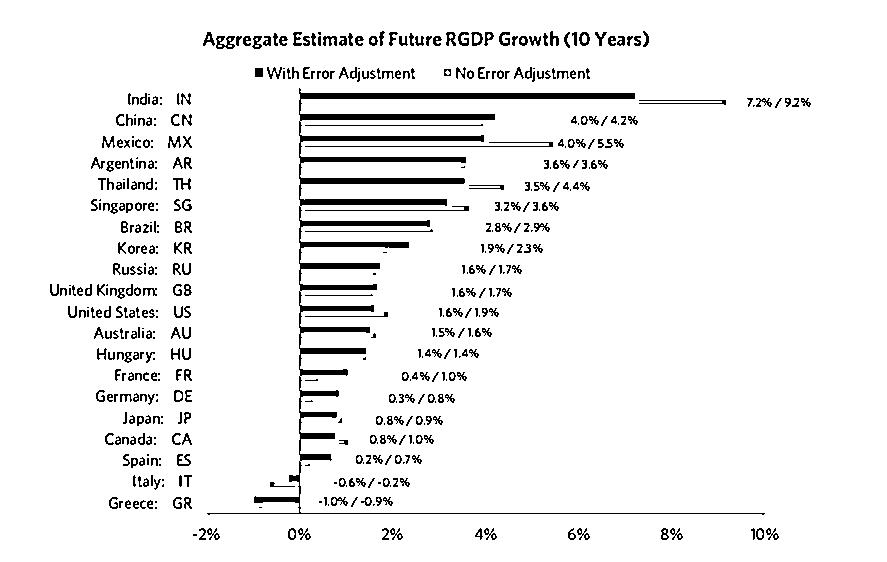 Aggregate Estimate of Future RGDP Growth (10 Years)
With Error Adjustment No Error Adjustment
India: IN 7.2% / 9.2%
China: CN 4.0% / 4.2%
Mexico: MX 4.0% / 5.5%
Argentina: AR 3.6% / 3.6%
Thailand: TH 3.5% / 4.4%
Singapore: SG 3.2% / 3.6%
Brazil: BR 2.8% / 2.9%
Korea: KR 1.9% / 2.3%
Russia: RU 1.6% / 1.7%
United Kingdom: GB 1.6% / 1.7%
United States: US 1.6% / 1.9%
Australia: AU 1.5% / 1.6%
Hungary: HU 1.4% / 1.4%
France: FR 0.4% / 1.0%
Germany: DE 0.3% / 0.8%
Japan: JP 0.8% / 0.9%
Canada: CA 0.8% / 1.0%
Spain: ES 0.2% / 0.7%
Italy: IT -0.6% / -0.2%
Greece: GR -1.0% / -0.9%
-2% 0% 2% 4% 6% 8% 10%